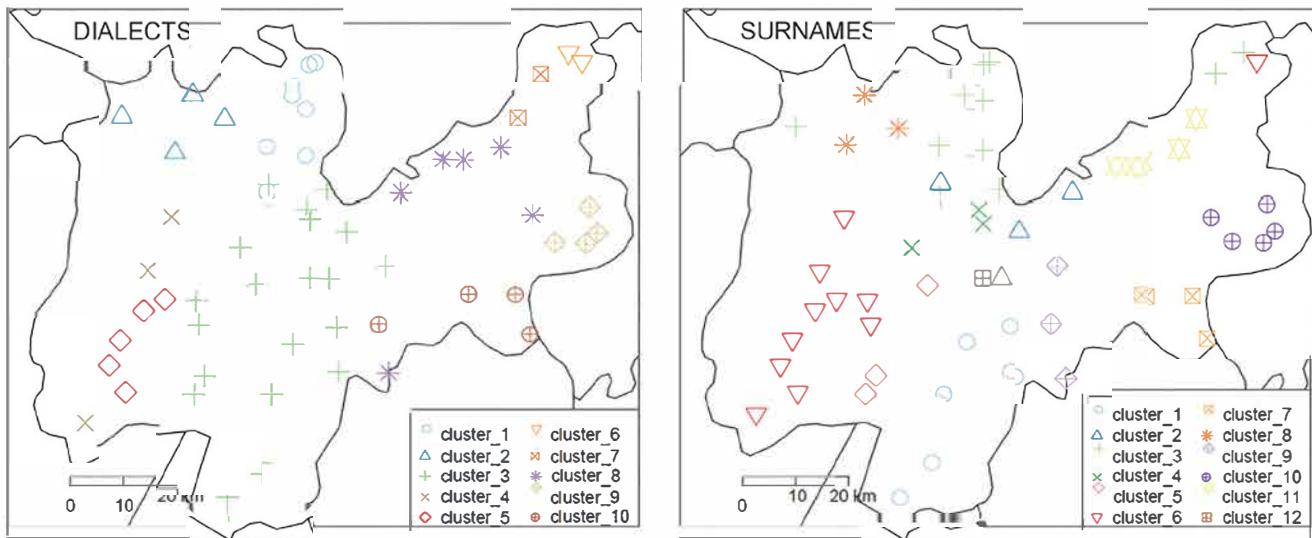 DIALECTS
cluster_1
cluster_2
cluster_3
cluster_4
cluster_5
cluster_6
cluster_7
cluster_8
cluster_9
cluster_10
0 10 20 km
SURNAMES
cluster_1
cluster_2
cluster_3
cluster_4
cluster_5
cluster_6
cluster_7
cluster_8
cluster_9
cluster_10
cluster_11
cluster_12
0 10 20 km